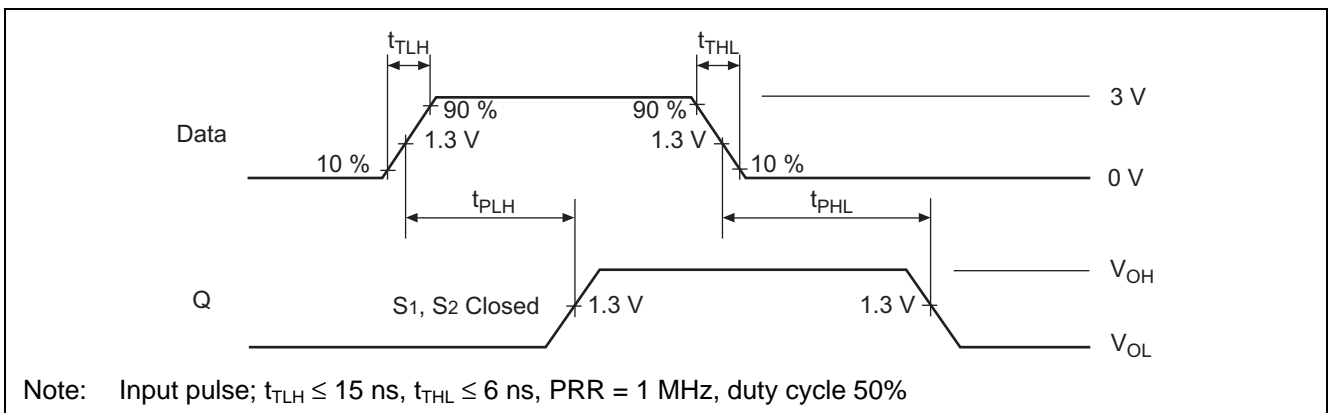 tTLH tTHL
90 % 90 % 3 V
Data 1.3 V 1.3 V
10 % 10 % 0 V
tPLH tPHL
VOH
Q S1, S2 Closed 1.3 V 1.3 V
VOL
Note: Input pulse; tTLH ≤ 15 ns, tTHL ≤ 6 ns, PRR = 1 MHz, duty cycle 50%